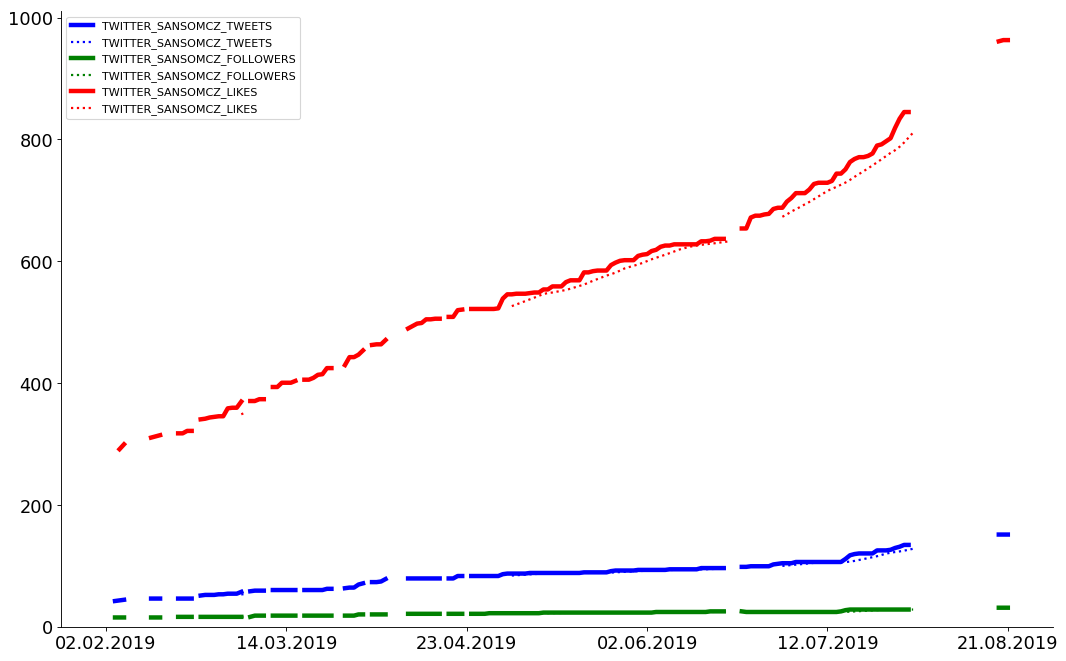 1000
800
600
400
200
0
TWITTER_SANSOMCZ_TWEETS
TWITTER_SANSOMCZ_TWEETS
TWITTER_SANSOMCZ_FOLLOWERS
TWITTER_SANSOMCZ_FOLLOWERS
TWITTER_SANSOMCZ_LIKES
TWITTER_SANSOMCZ_LIKES
02.02.2019 14.03.2019 23.04.2019 02.06.2019 12.07.2019 21.08.2019